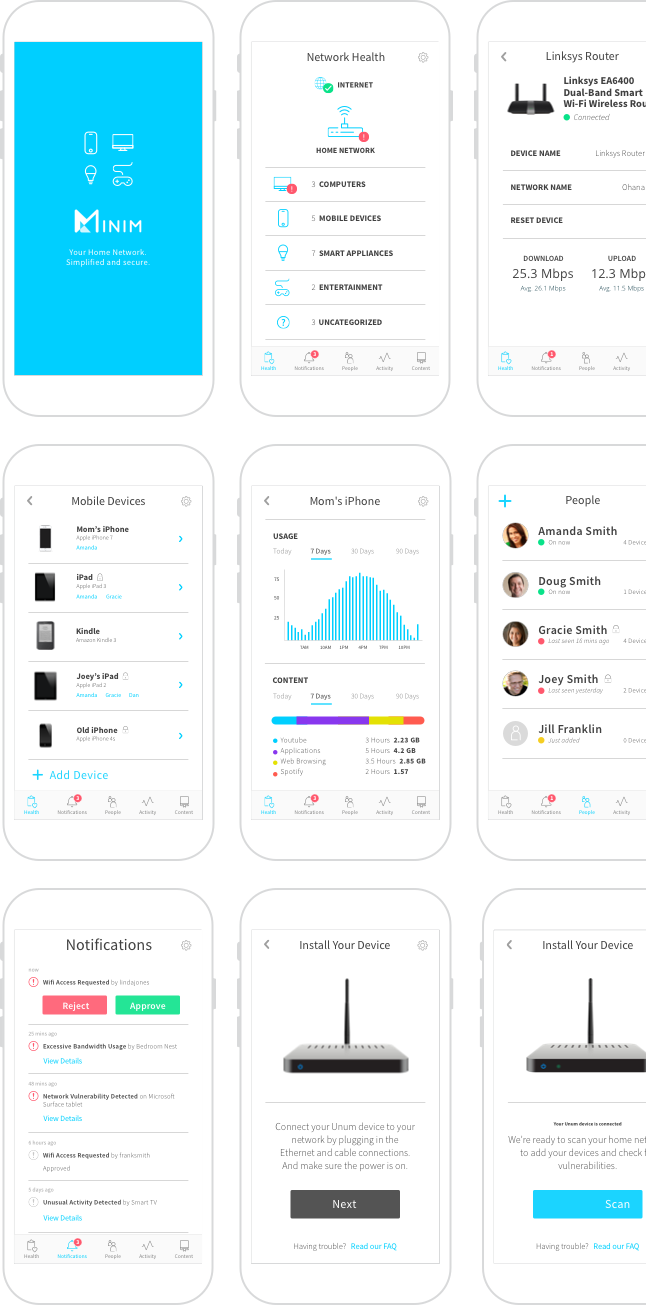 MINIM
Your Home Network.
Simplified and secure.
Network Health
INTERNET
HOME NETWORK
3 COMPUTERS
5 MOBILE DEVICES
7 SMART APPLIANCES
2 ENTERTAINMENT
3 UNCATEGORIZED
Health Notifications People Activity Content
Linksys Router
Linksys EA6400
Dual-Band Smart
Wi-Fi Wireless Rou
Connected
DEVICE NAME Linksys Router
NETWORK NAME Ohana
RESET DEVICE
DOWNLOAD UPLOAD
25.3 Mbps 12.3 Mbp
Avg. 26.1 Mbps Avg. 11.5 Mbps
Health Notifications People Activity
Mobile Devices
Mom's iPhone
Apple iPhone 7
Amanda
iPad
Apple iPad 3
Amanda Gracie
Kindle
Amazon Kindle 3
Joey's iPad
Apple iPad 2
Amanda Gracie Dan
Old iPhone
Apple iPhone 4s
+ Add Device
Health Notifications People Activity Content
Mom's iPhone
USAGE
Today 7 Days 30 Days 90 Days
75
50
25
7AM 10AM 1PM 4PM 7PM 10PM
CONTENT
Today 7 Days 30 Days 90 Days
Youtube 3 Hours 2.23 GB
Applications 5 Hours 4.2 GB
Web Browsing 3.5 Hours 2.85 GB
Spotify 2 Hours 1.57
Health Notifications People Activity Content
People
Amanda Smith
On now 4 Device
Doug Smith
On now 1 Device
Gracie Smith
Last seen 16 mins ago 4 Device
Joey Smith
Last seen yesterday 2 Device
Jill Franklin
Just added 0 Device
Health Notifications People Activity
Notifications
now
Wifi Access Requested by lindajones
Reject Approve
25 mins ago
Excessive Bandwidth Usage by Bedroom Nest
View Details
48 mins ago
Network Vulnerability Detected on Microsoft
Surface tablet
View Details
6 hours ago
Wifi Access Requested by franksmith
Approved
5 days ago
Unusual Activity Detected by Smart TV
View Details
Health Notifications People Activity Content
Install Your Device
Connect your Unum device to your
network by plugging in the
Ethernet and cable connections.
And make sure the power is on.
Next
Having trouble? Read our FAQ
Install Your Device
Your Unum device is connected
We're ready to scan your home net
to add your devices and check f
vulnerabilities.
Scan
Having trouble? Read our FAQ